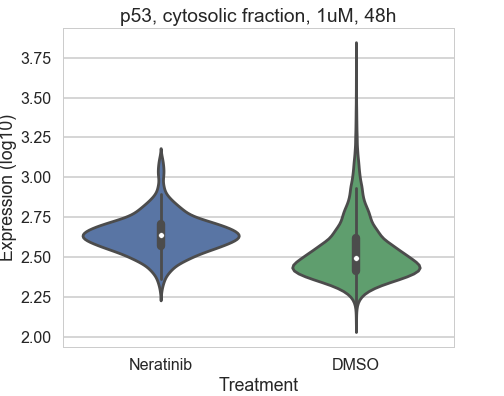 p53, cytosolic fraction, 1uM, 48h
Expression (log10)
3.75
3.50
3.25
3.00
2.75
2.50
2.25
2.00
Neratinib DMSO
Treatment